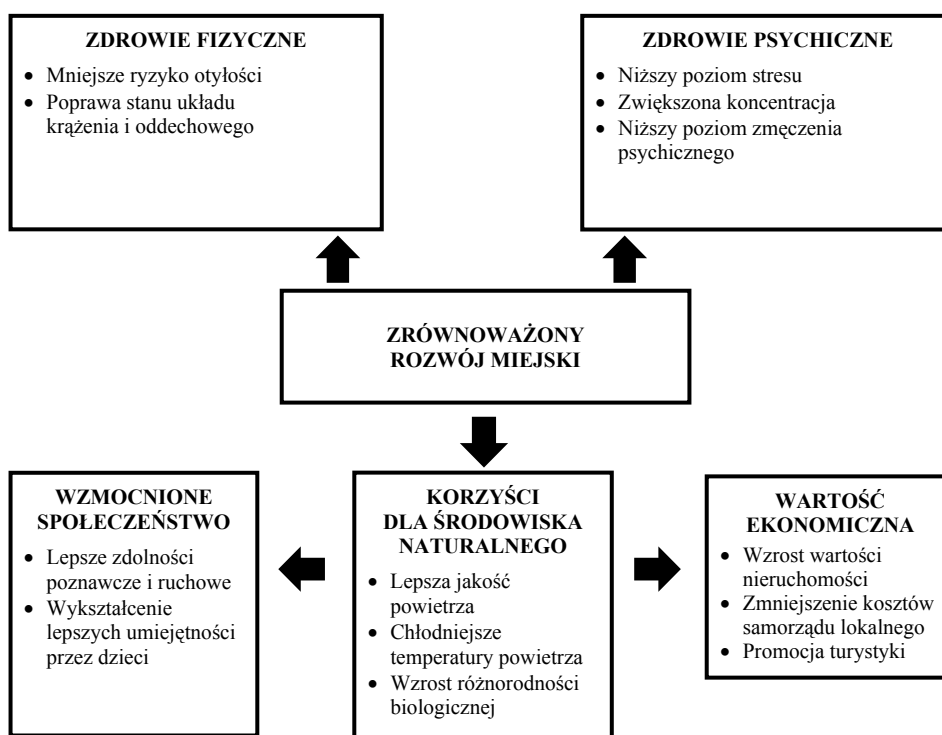 ZDROWIE FIZYCZNE
• Mniejsze ryzyko otyłości
• Poprawa stanu układu
krążenia i oddechowego
ZDROWIE PSYCHICZNE
• Niższy poziom stresu
• Zwiększona koncentracja
• Niższy poziom zmęczenia
psychicznego
ZRÓWNOWAŻONY
ROZWÓJ MIEJSKI
WZMOCNIONE
SPOŁECZEŃSTWO
• Lepsze zdolności
poznawcze i ruchowe
• Wykształcenie
lepszych umiejętności
przez dzieci
KORZYŚCI
DLA ŚRODOWISKA
NATURALNEGO
• Lepsza jakość
powietrza
• Chłodniejsze
temperatury powietrza
• Wzrost różnorodności
biologicznej
WARTOŚĆ
EKONOMICZNA
• Wzrost wartości
nieruchomości
• Zmniejszenie kosztów
samorządu lokalnego
• Promocja turystyki